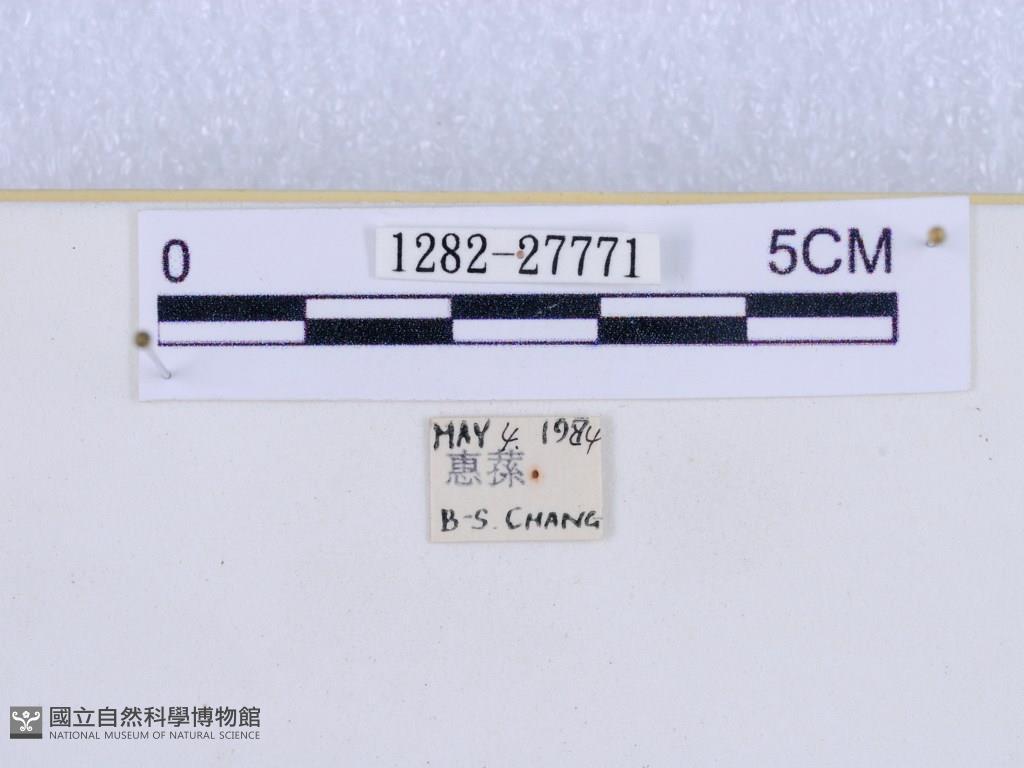 0 1282-27771 5CM
MAY 4. 1984
惠蓀
B-S. CHANG
國立自然科學博物館
NATIONAL MUSEUM OF NATURAL SCIENCE